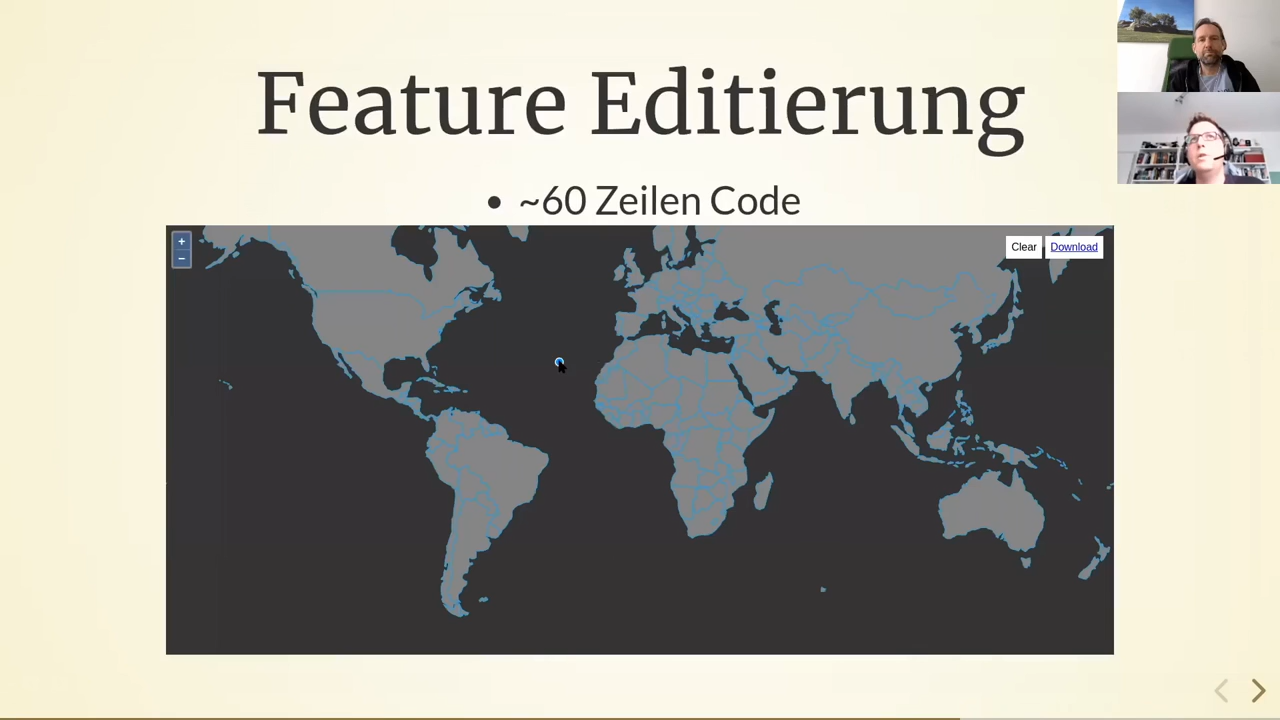 Feature Editierung
• ~60 Zeilen Code
+
−
Clear Download